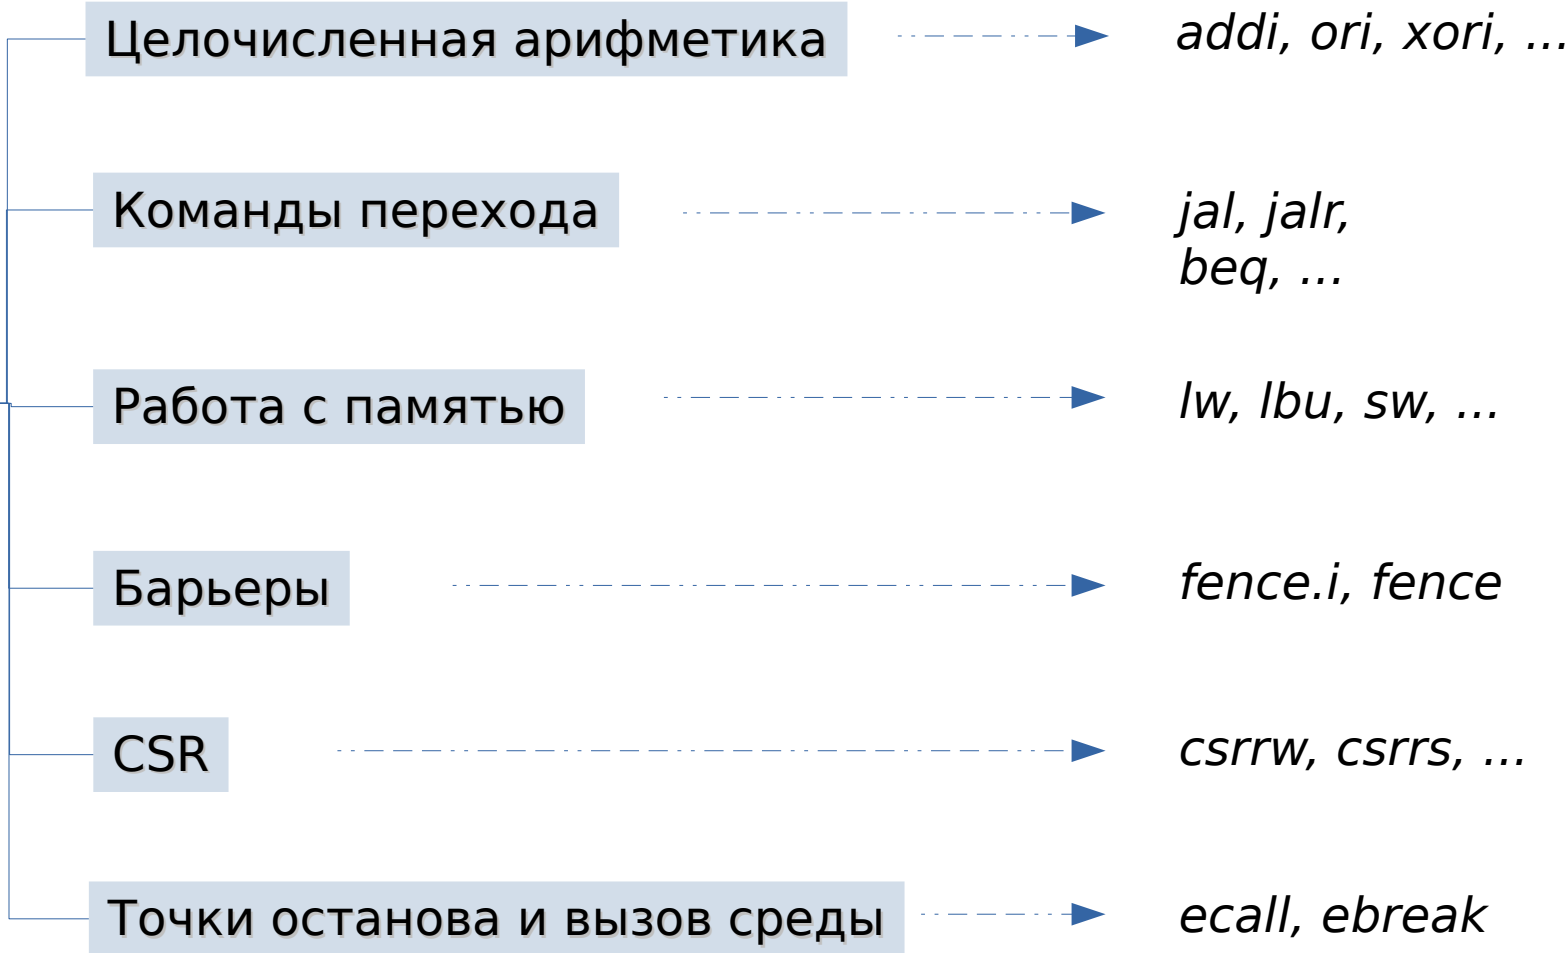 Целочисленная арифметика
addi, ori, xori, ...
Команды перехода
jal, jalr,
beq, ...
Работа с памятью
lw, lbu, sw, ...
Барьеры
fence.i, fence
CSR
csrrw, csrrs, ...
Точки останова и вызов среды
ecall, ebreak